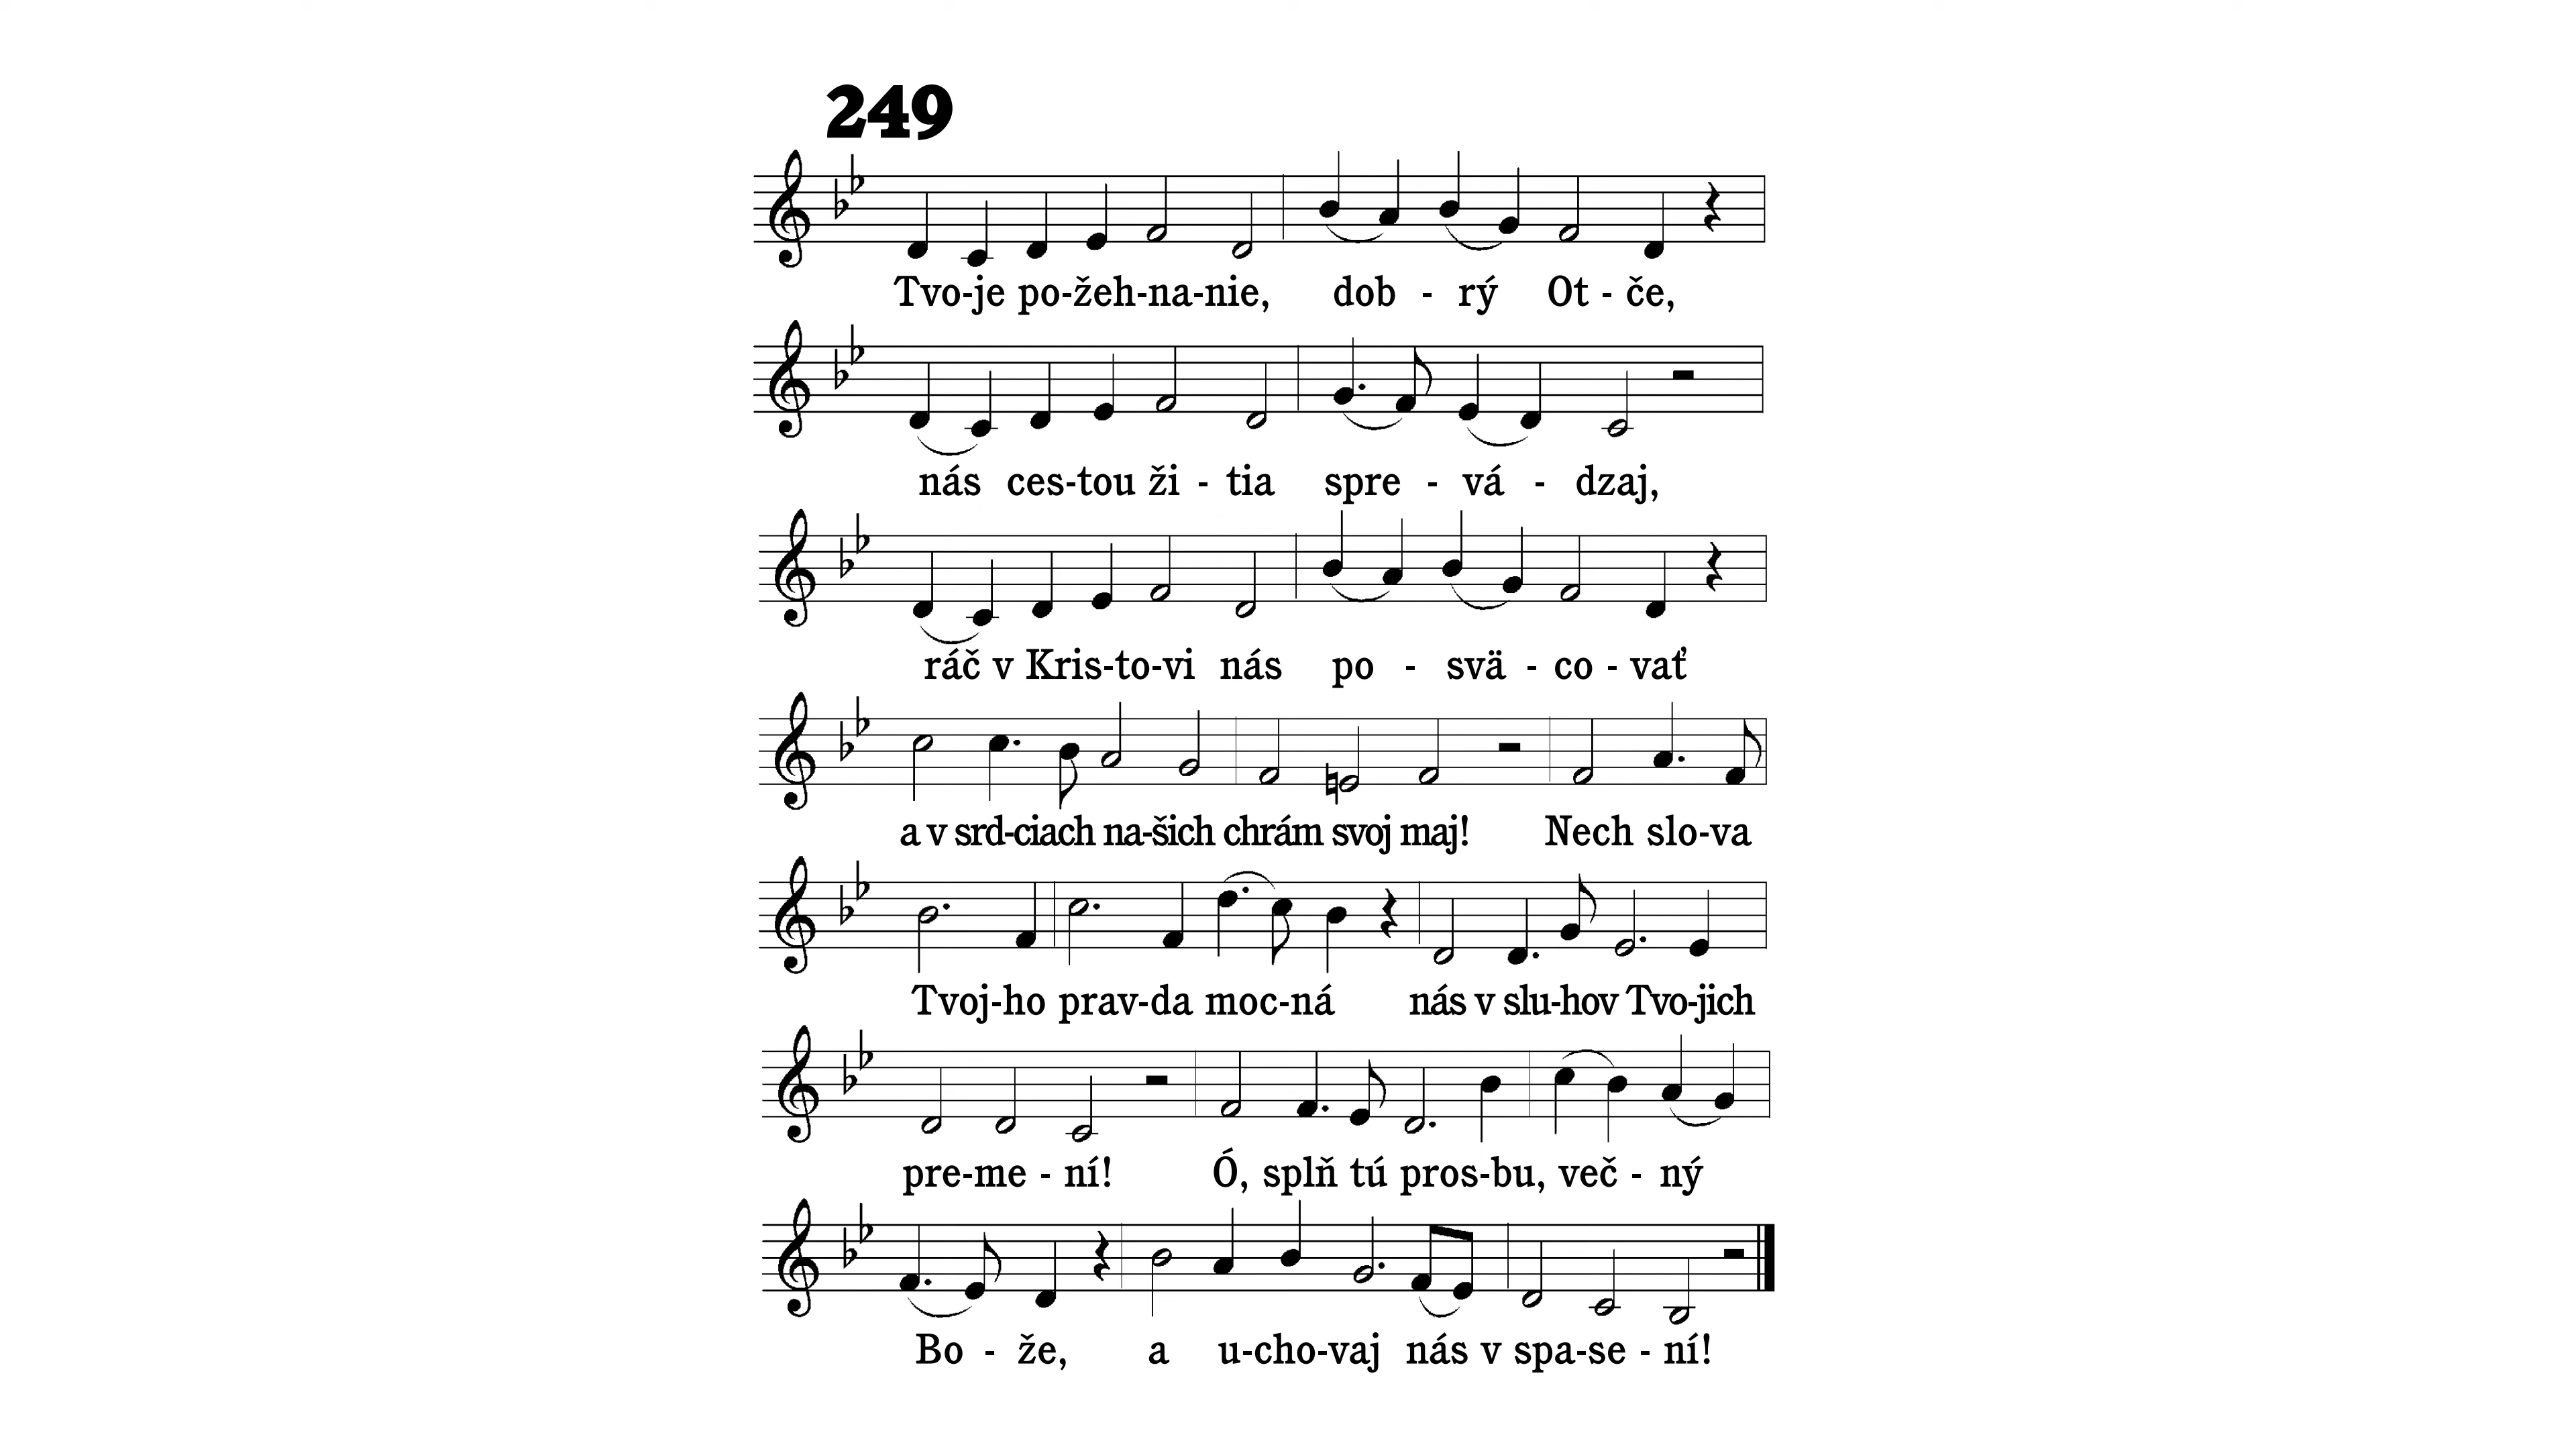 249
Tvo-je po-žeh-na-nie, dob - rý Ot - če,
nás ces-tou ži - tia spre - vá - dzaj,
ráč v Kris-to-vi nás po - svä - co - vať
a v srd-ciach na-šich chrám svoj maj! Nech slo-va
Tvoj-ho prav-da moc-ná nás v slu-hov Tvo-jich
pre-me - ní! Ó, splň tú pros-bu, več - ný
Bo - že, a u-cho-vaj nás v spa-se - ní!